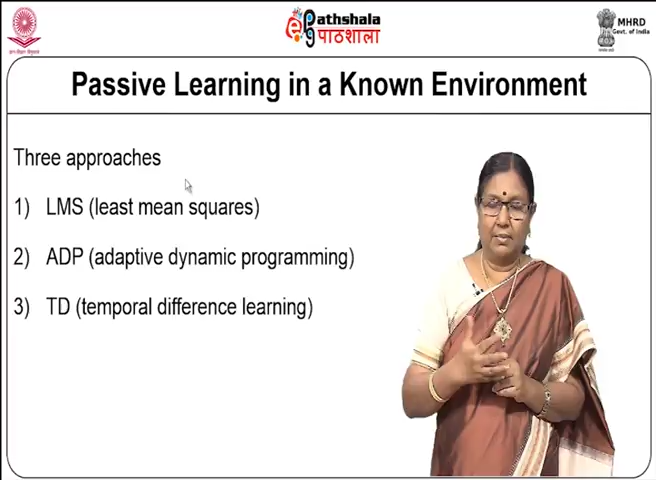 Pathshala
पाठशाला
MHRD
Govt. of India
Passive Learning in a Known Environment
Three approaches
1) LMS (least mean squares)
2) ADP (adaptive dynamic programming)
3) TD (temporal difference learning)